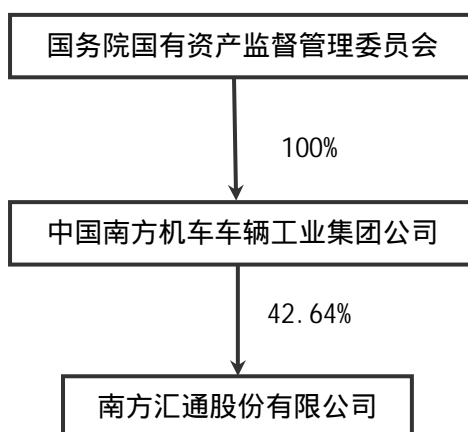 国务院国有资产监督管理委员会
100%
中国南方机车车辆工业集团公司
42.64%
南方汇通股份有限公司